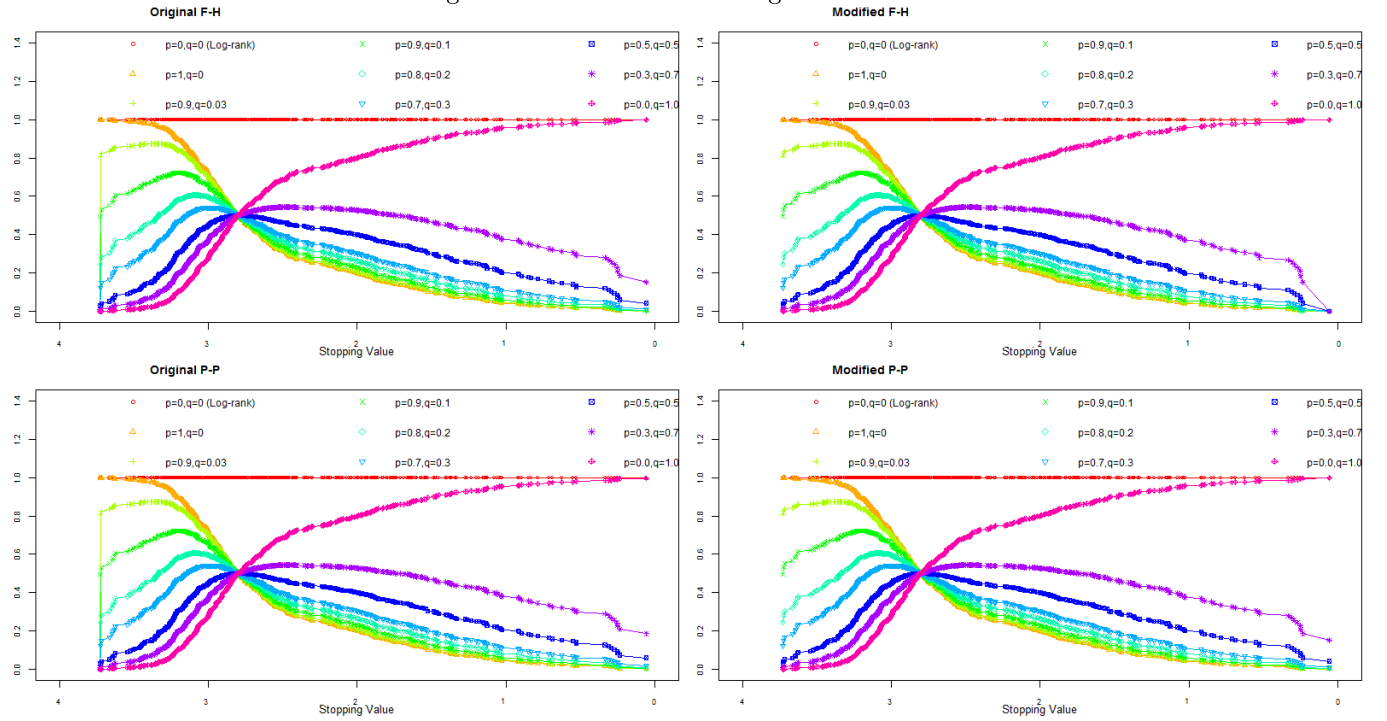 Original F-H
p=0,q=0 (Log-rank) p=0.9,q=0.1 p=0.5,q=0.5
p=1,q=0 p=0.8,q=0.2 p=0.3,q=0.7
p=0.9,q=0.03 p=0.7,q=0.3 p=0.0,q=1.0
1.4
1.2
1.0
0.8
0.6
0.4
0.2
0.0
4 3 2 1 0
Stopping Value
Modified F-H
p=0,q=0 (Log-rank) p=0.9,q=0.1 p=0.5,q=0.5
p=1,q=0 p=0.8,q=0.2 p=0.3,q=0.7
p=0.9,q=0.03 p=0.7,q=0.3 p=0.0,q=1.0
1.4
1.2
1.0
0.8
0.6
0.4
0.2
0.0
4 3 2 1 0
Stopping Value
Original P-P
p=0,q=0 (Log-rank) p=0.9,q=0.1 p=0.5,q=0.5
p=1,q=0 p=0.8,q=0.2 p=0.3,q=0.7
p=0.9,q=0.03 p=0.7,q=0.3 p=0.0,q=1.0
1.4
1.2
1.0
0.8
0.6
0.4
0.2
0.0
4 3 2 1 0
Stopping Value
Modified P-P
p=0,q=0 (Log-rank) p=0.9,q=0.1 p=0.5,q=0.5
p=1,q=0 p=0.8,q=0.2 p=0.3,q=0.7
p=0.9,q=0.03 p=0.7,q=0.3 p=0.0,q=1.0
1.4
1.2
1.0
0.8
0.6
0.4
0.2
0.0
4 3 2 1 0
Stopping Value